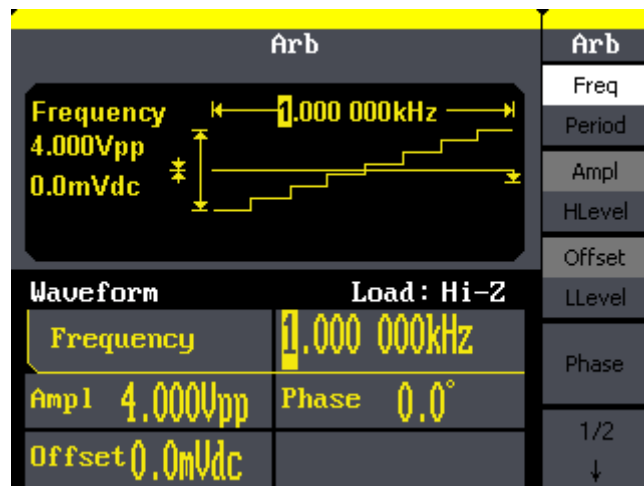 Arb
Frequency 1.000 000kHz
4.000Vpp
0.0mVdc
Waveform Load: Hi-Z
Frequency 1.000 000kHz
Ampl 4.000Vpp Phase 0.0°
Offset 0.0mVdc
Arb
Freq
Period
Ampl
HLevel
Offset
LLevel
Phase
1/2
↓